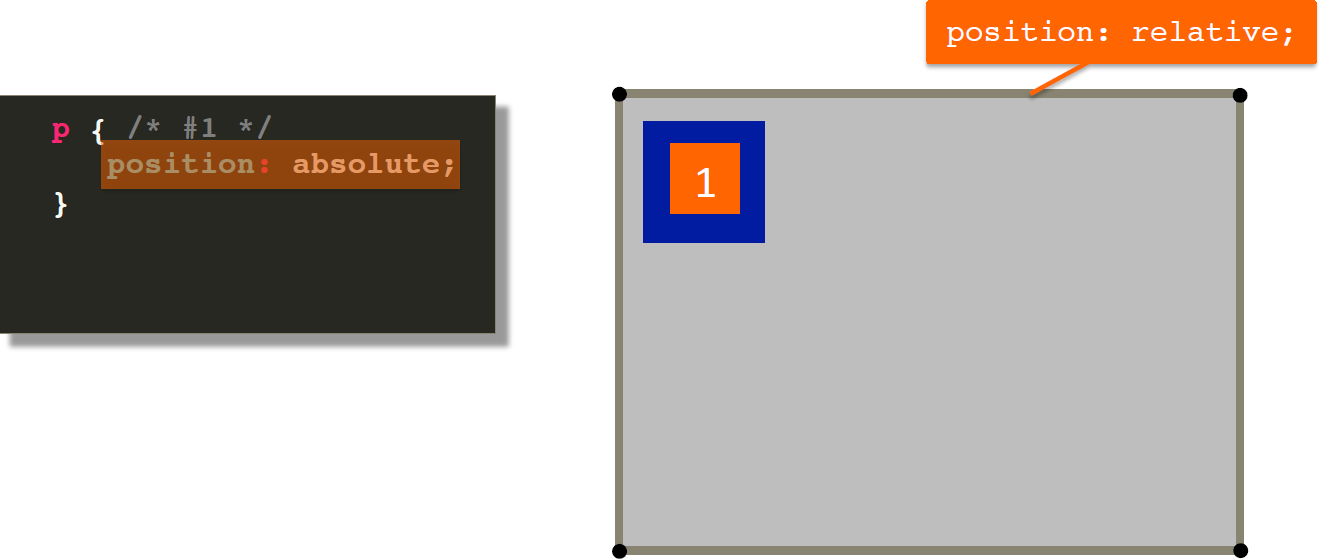 position: relative;
p { /* #1 */
position: absolute;
}
1